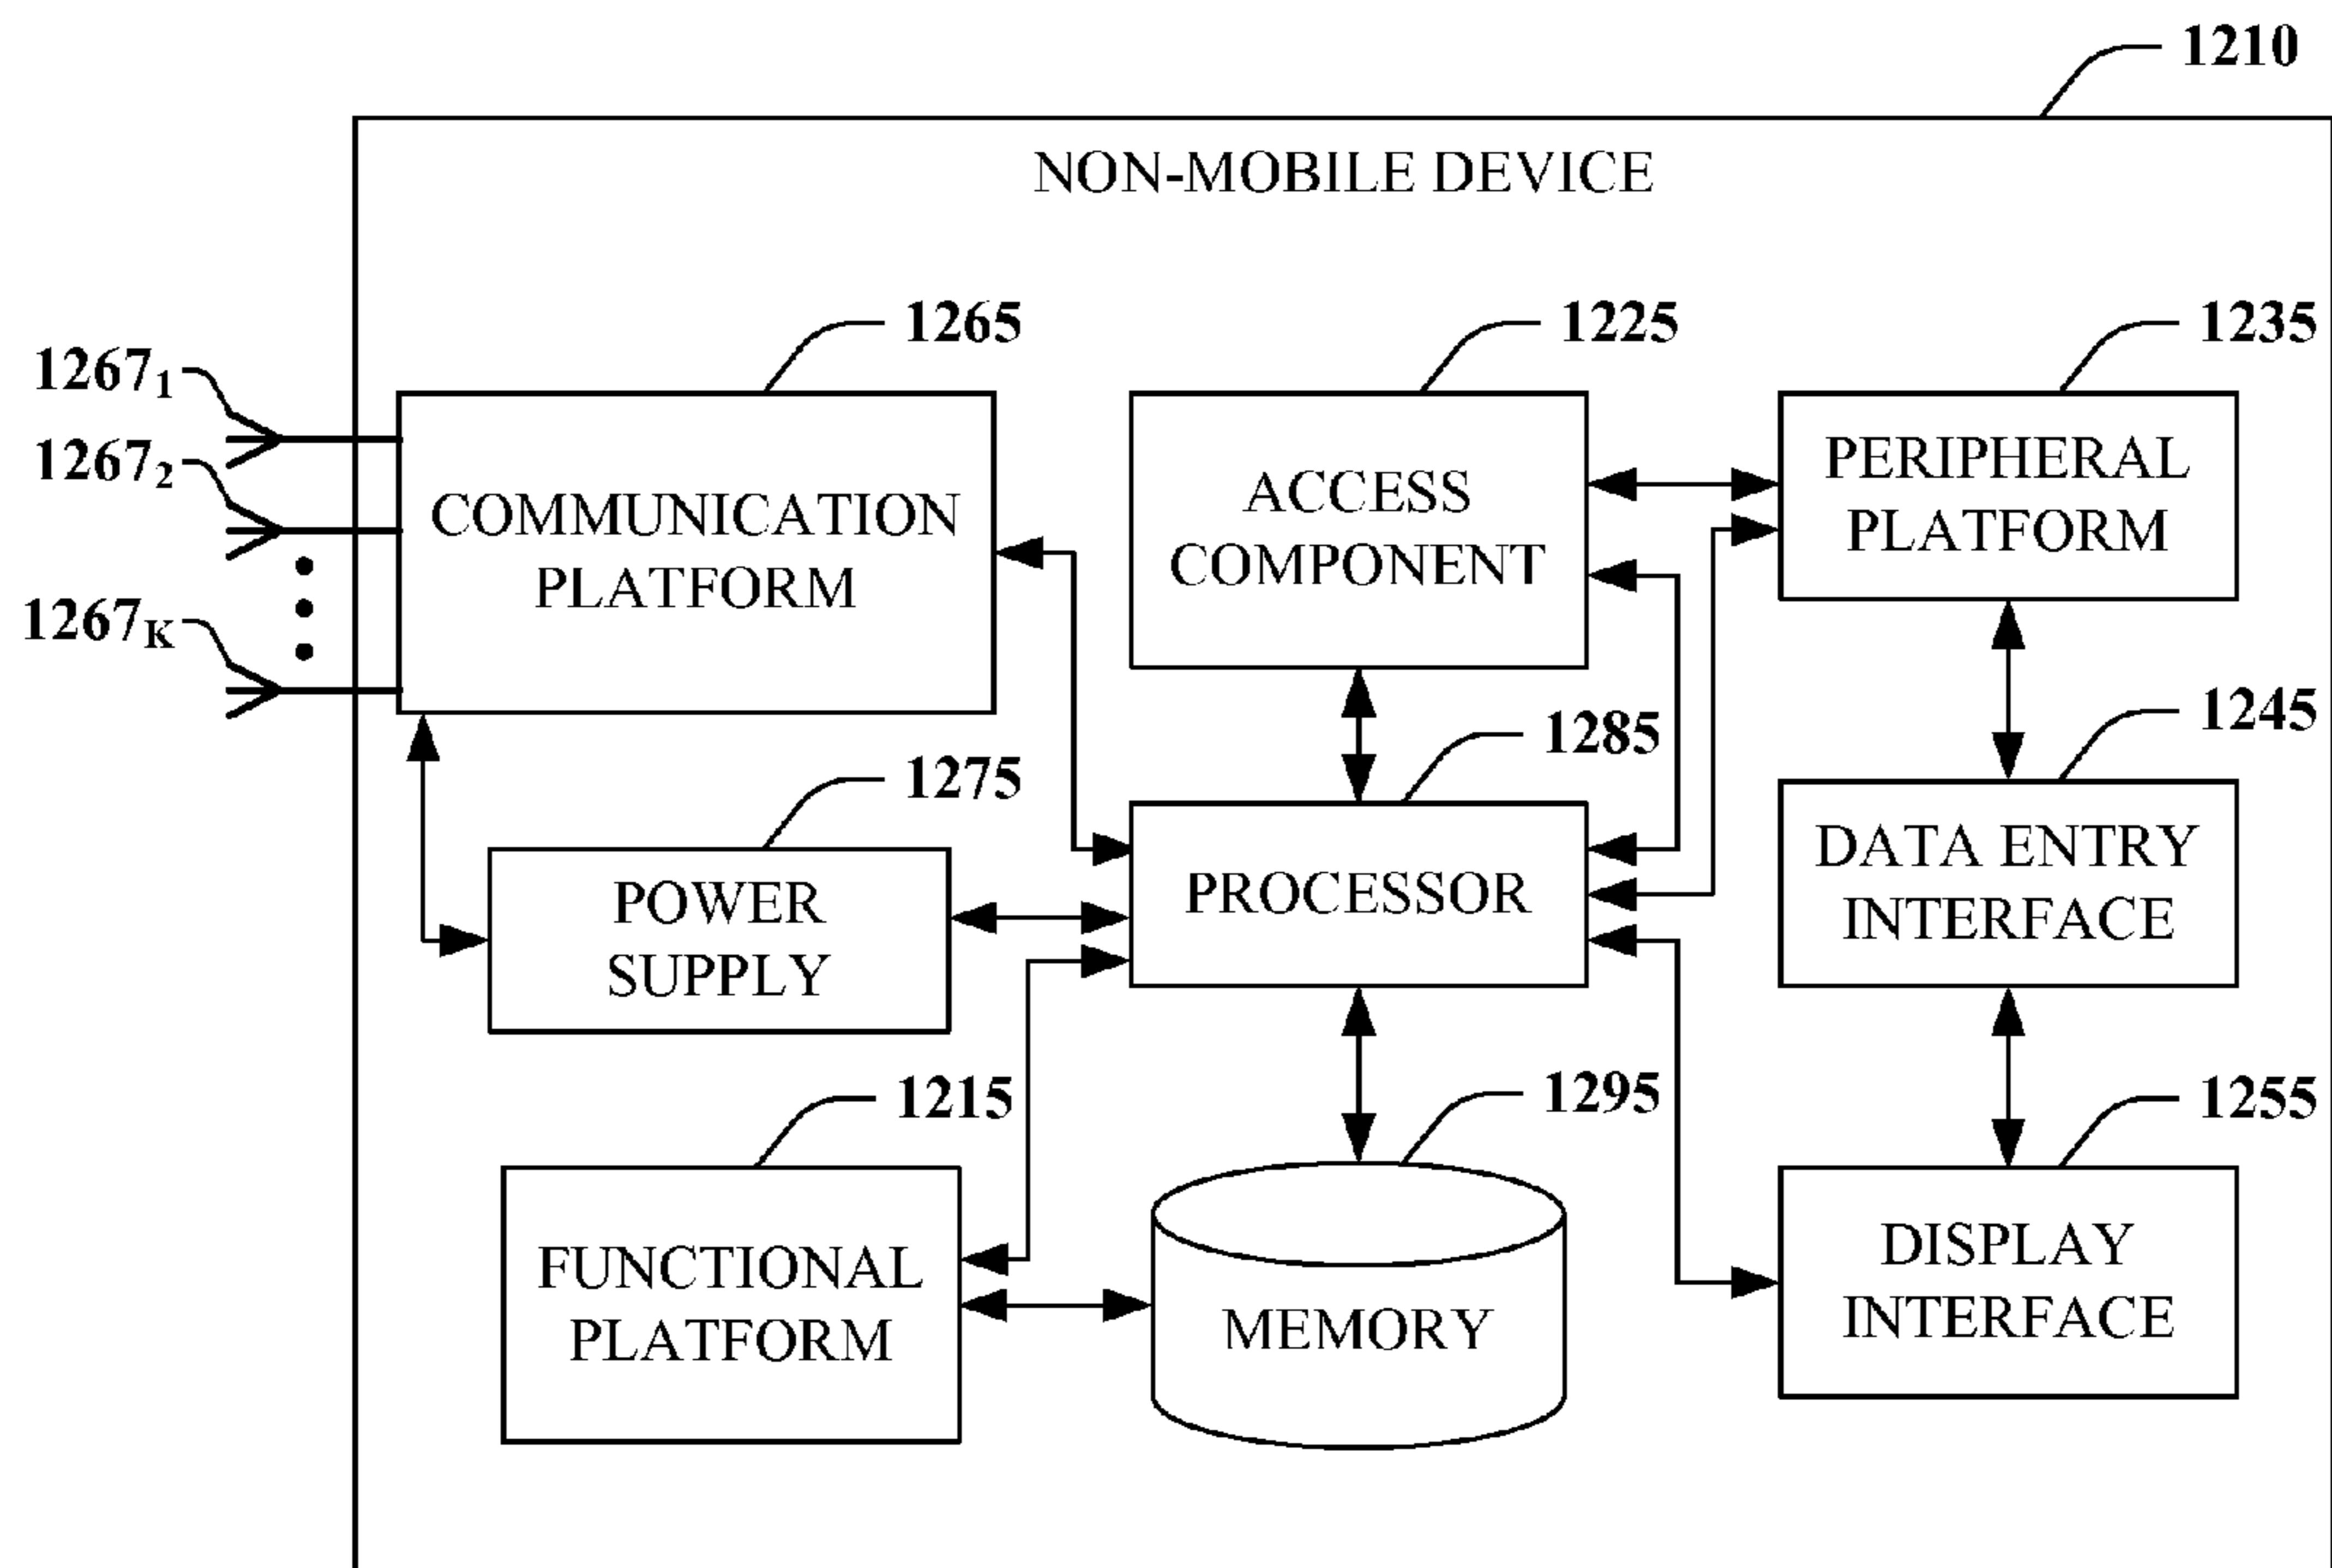 1210
NON-MOBILE DEVICE
1265
1225
1235
1267₁
1267₂
1267K
COMMUNICATION
PLATFORM
ACCESS
COMPONENT
PERIPHERAL
PLATFORM
1275
1285
1245
POWER
SUPPLY
PROCESSOR
DATA ENTRY
INTERFACE
1215
1295
1255
FUNCTIONAL
PLATFORM
MEMORY
DISPLAY
INTERFACE